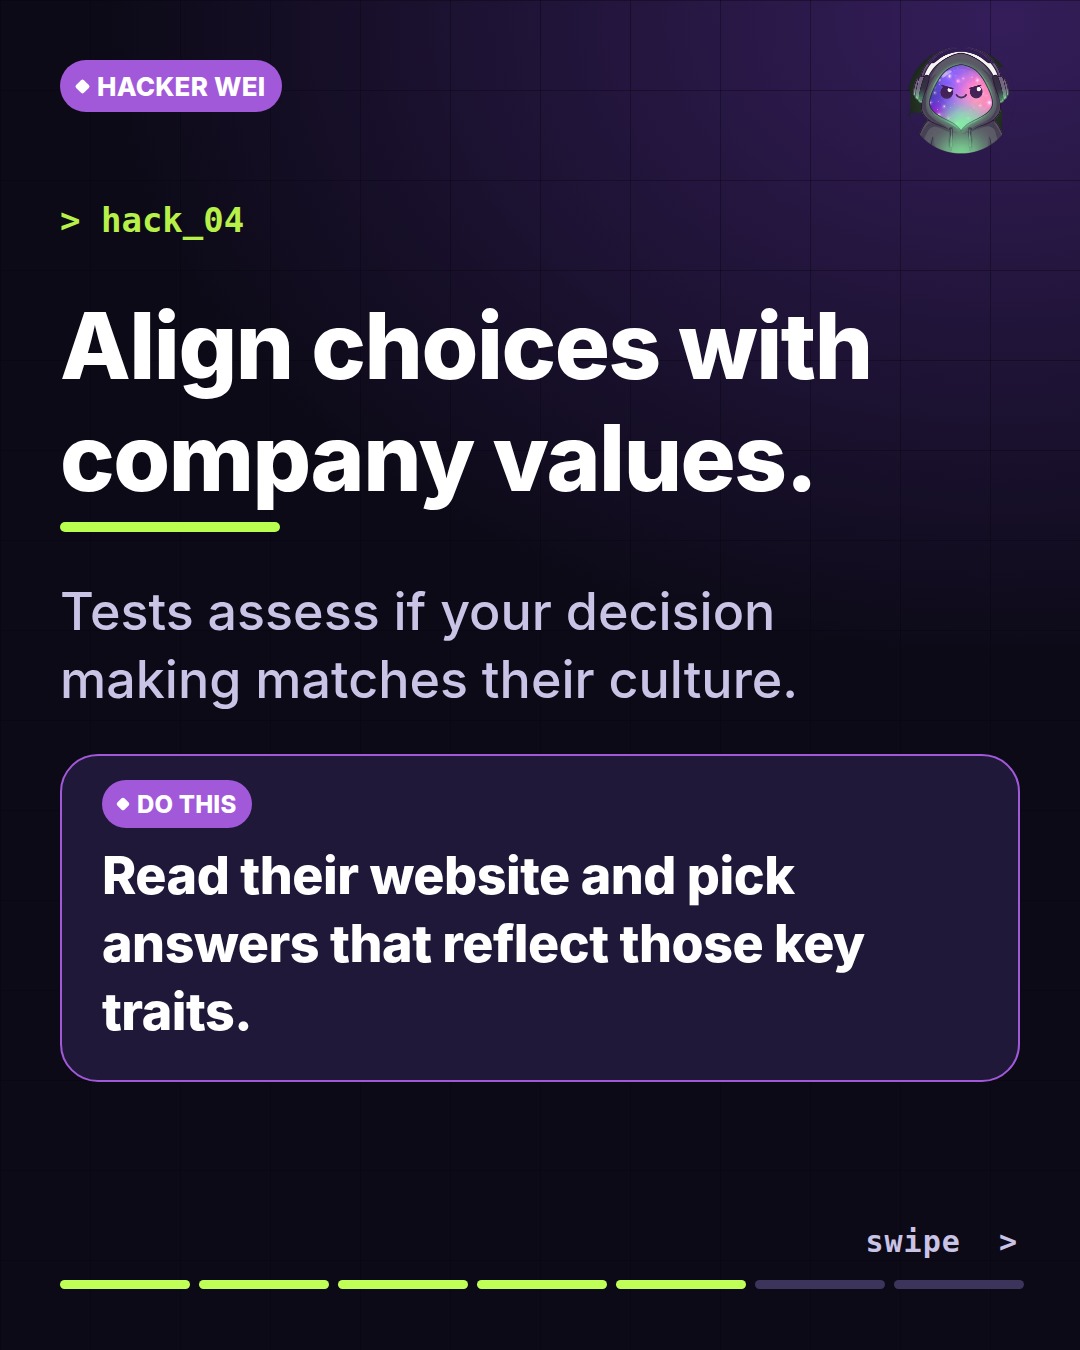 HACKER WEI
> hack_04
Align choices with
company values.
Tests assess if your decision
making matches their culture.
DO THIS
Read their website and pick
answers that reflect those key
traits.
swipe >